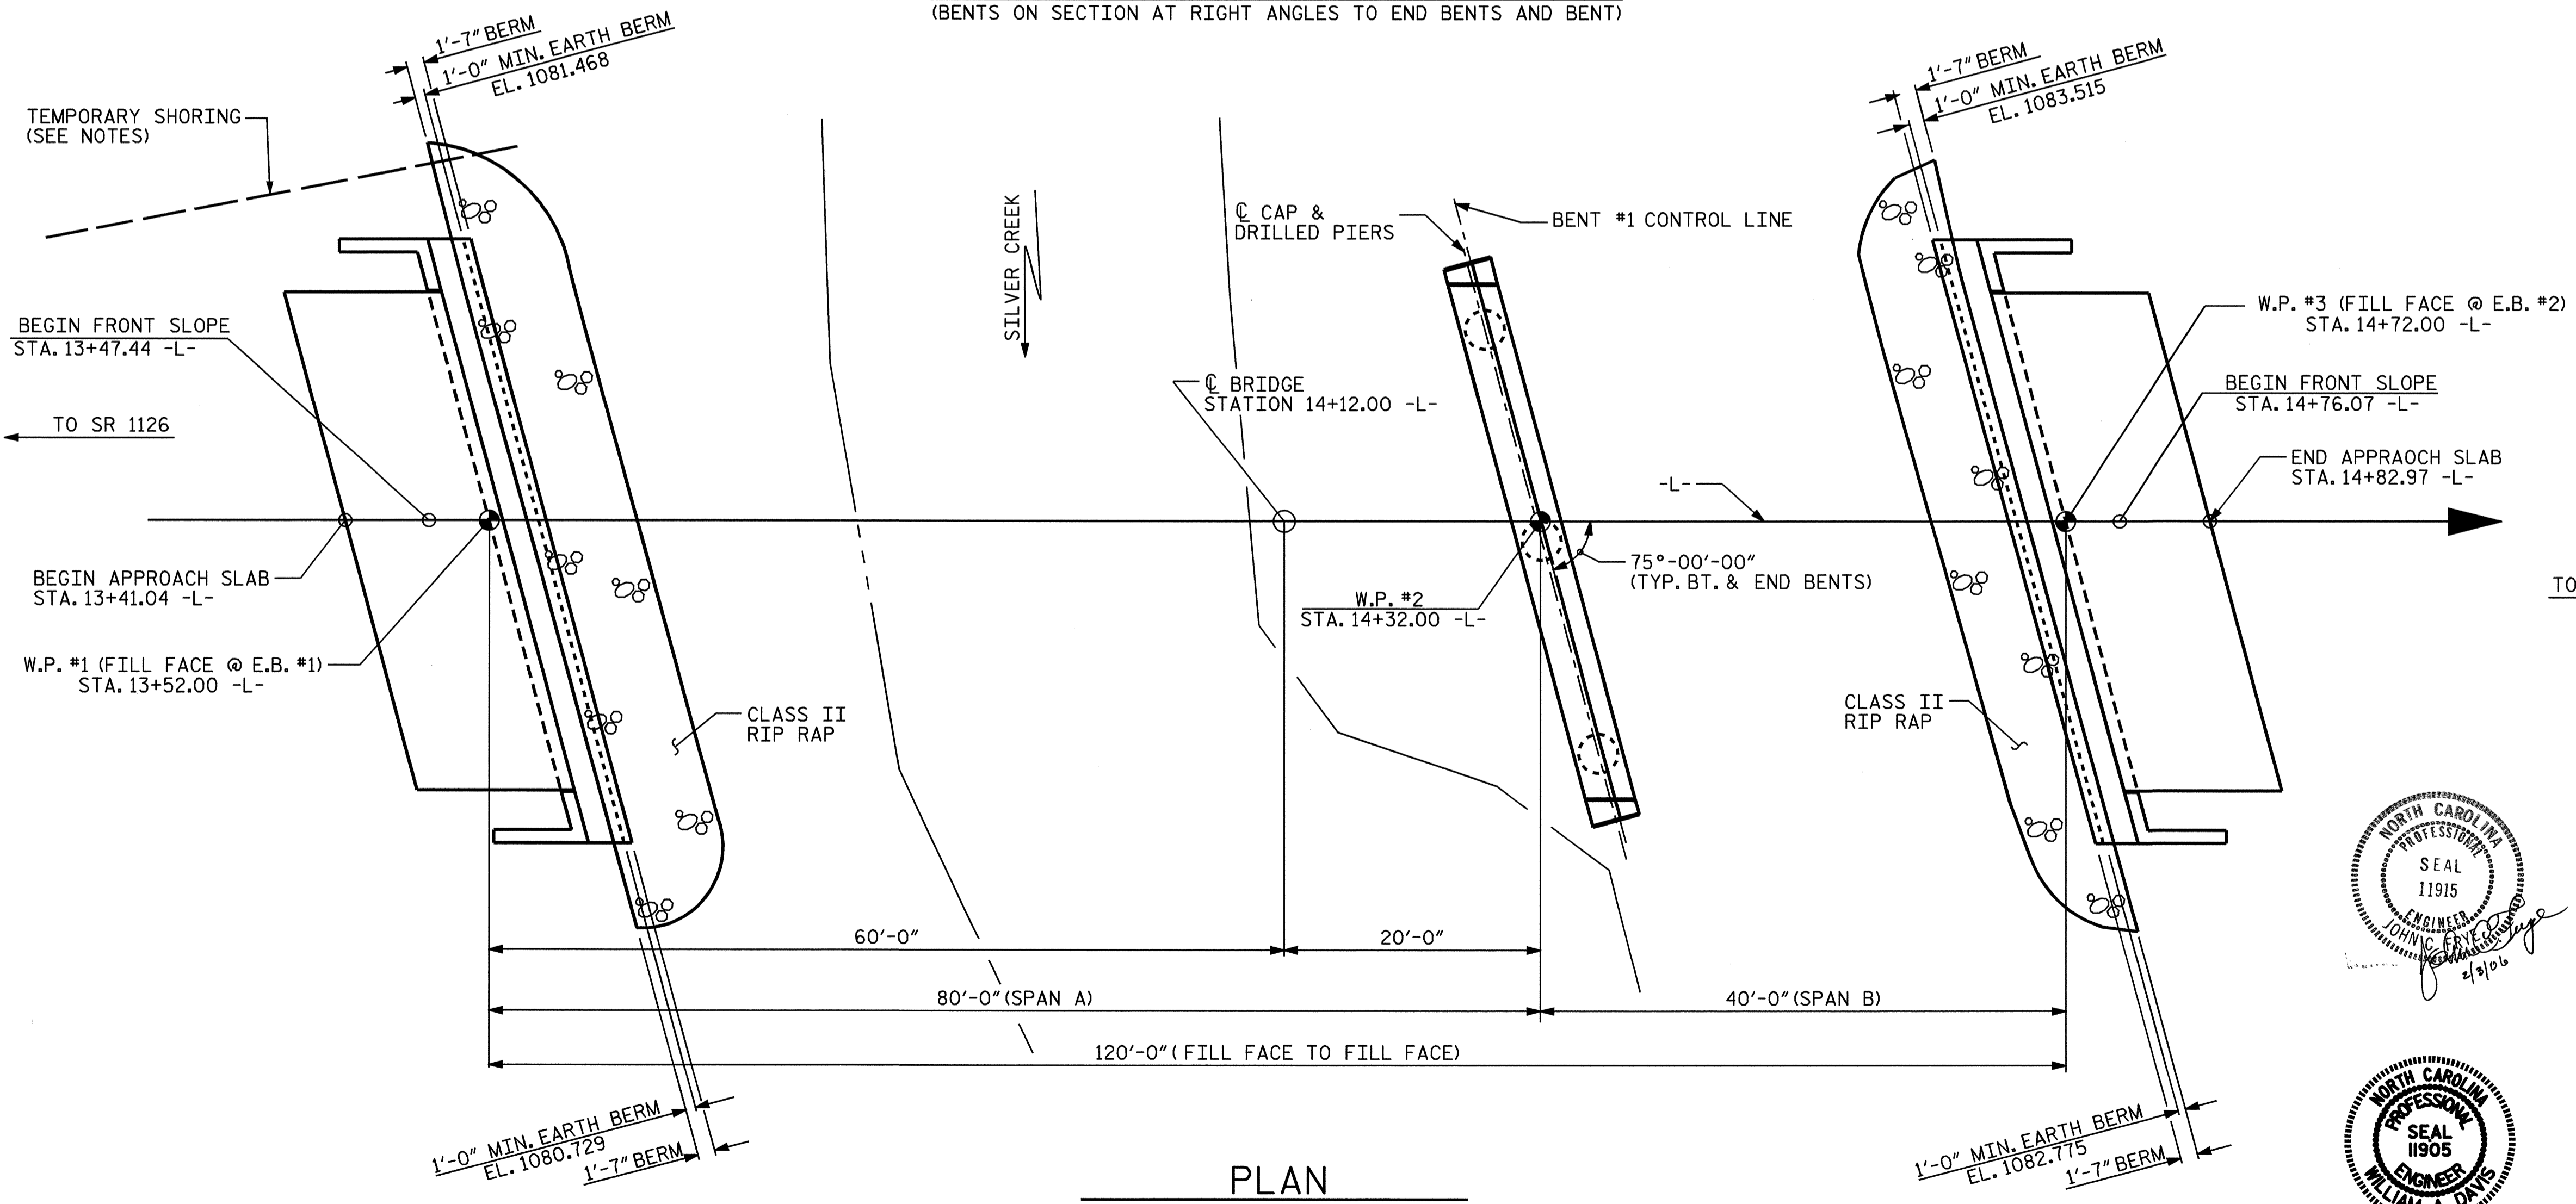 (BENTS ON SECTION AT RIGHT ANGLES TO END BENTS AND BENT)
1'-7" BERM
1'-0" MIN. EARTH BERM
EL. 1081.468
1'-7" BERM
1'-0" MIN. EARTH BERM
EL. 1083.515
TEMPORARY SHORING
(SEE NOTES)
SILVER CREEK
℄ CAP &
DRILLED PIERS
BENT #1 CONTROL LINE
BEGIN FRONT SLOPE
STA. 13+47.44 -L-
W.P. #3 (FILL FACE @ E.B. #2)
STA. 14+72.00 -L-
℄ BRIDGE
STATION 14+12.00 -L-
BEGIN FRONT SLOPE
STA. 14+76.07 -L-
TO SR 1126
END APPRAOCH SLAB
STA. 14+82.97 -L-
-L-
BEGIN APPROACH SLAB
STA. 13+41.04 -L-
75°-00'-00"
(TYP. BT. & END BENTS)
TO
W.P. #2
STA. 14+32.00 -L-
W.P. #1 (FILL FACE @ E.B. #1)
STA. 13+52.00 -L-
CLASS II
RIP RAP
CLASS II
RIP RAP
NORTH CAROLINA
PROFESSIONAL
SEAL
11915
ENGINEER
JOHN C. FRYE
2/3/06
60'-0"
20'-0"
80'-0" (SPAN A)
40'-0" (SPAN B)
120'-0" ( FILL FACE TO FILL FACE)
1'-0" MIN. EARTH BERM
EL. 1080.729
1'-7" BERM
1'-0" MIN. EARTH BERM
EL. 1082.775
1'-7" BERM
NORTH CAROLINA
PROFESSIONAL
SEAL
11905
ENGINEER
WILLIAM A. DAVIS
PLAN